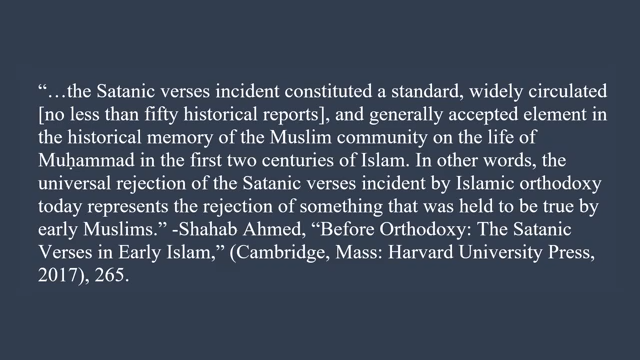 “…the Satanic verses incident constituted a standard, widely circulated
[no less than fifty historical reports], and generally accepted element in
the historical memory of the Muslim community on the life of
Muḥammad in the first two centuries of Islam. In other words, the
universal rejection of the Satanic verses incident by Islamic orthodoxy
today represents the rejection of something that was held to be true by
early Muslims.” -Shahab Ahmed, “Before Orthodoxy: The Satanic
Verses in Early Islam,” (Cambridge, Mass: Harvard University Press,
2017), 265.